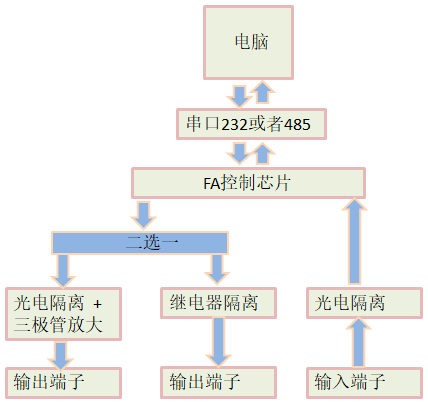 电脑
串口232或者485
FA控制芯片
二选一
光电隔离 +
三极管放大
继电器隔离
光电隔离
输出端子
输出端子
输入端子